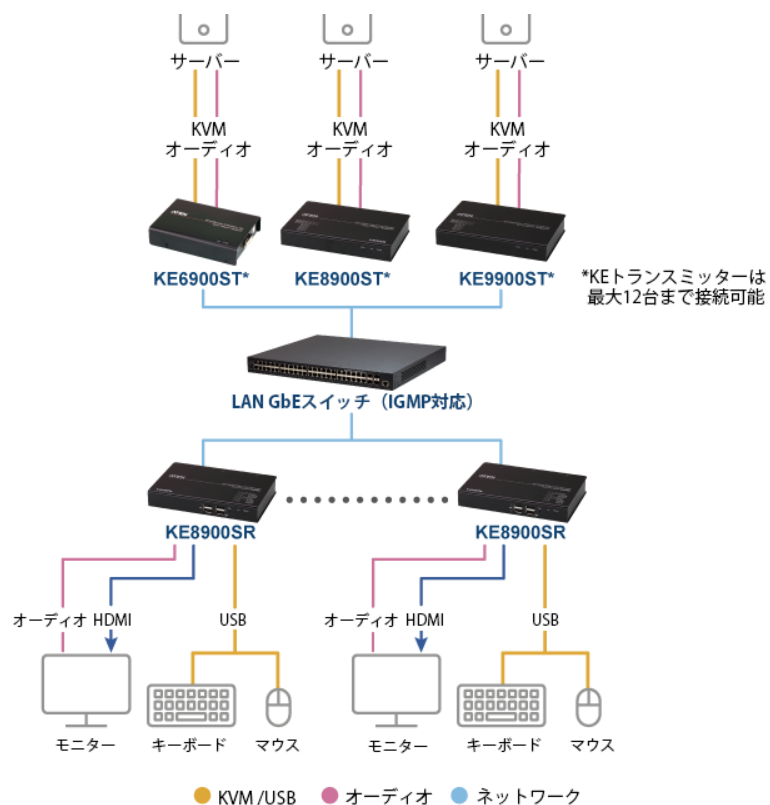 サーバー サーバー サーバー
KVM KVM KVM
オーディオ オーディオ オーディオ
KE6900ST* KE8900ST* KE9900ST*
*KEトランスミッターは
最大12台まで接続可能
LAN GbEスイッチ（IGMP対応）
KE8900SR KE8900SR
オーディオ HDMI USB オーディオ HDMI USB
モニター キーボード マウス モニター キーボード マウス
KVM /USB オーディオ ネットワーク